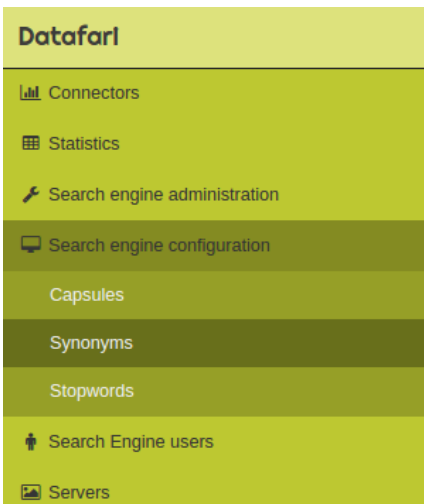 Datafari
Connectors
Statistics
Search engine administration
Search engine configuration
Capsules
Synonyms
Stopwords
Search Engine users
Servers